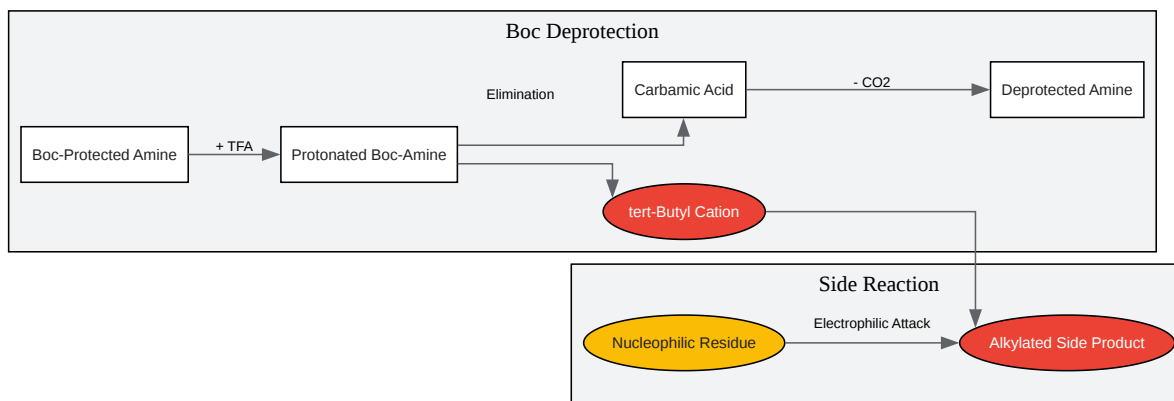 Boc Deprotection
Elimination
Carbamic Acid
- CO2
Deprotected Amine
Boc-Protected Amine
+ TFA
Protonated Boc-Amine
tert-Butyl Cation
Side Reaction
Electrophilic Attack
Nucleophilic Residue
Alkylated Side Product